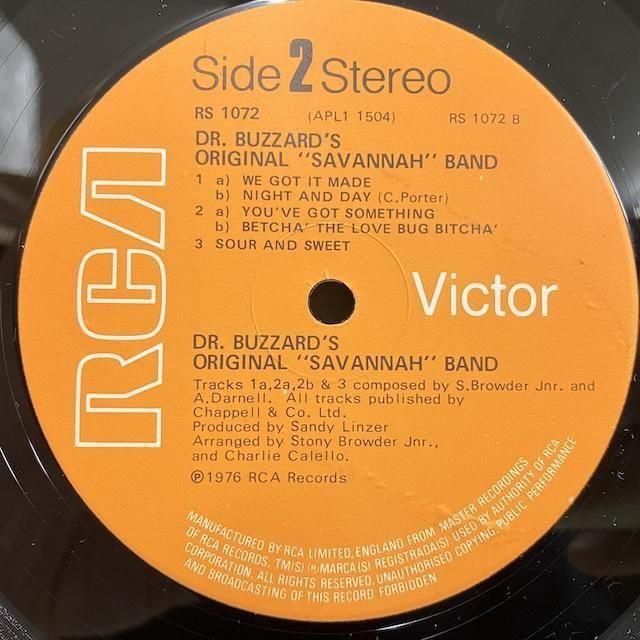 Side 2 Stereo
RS 1072 (APL1 1504) RS 1072 B
DR. BUZZARD'S
ORIGINAL "SAVANNAH" BAND
1 a) WE GOT IT MADE
b) NIGHT AND DAY (C.Porter)
2 a) YOU'VE GOT SOMETHING
b) BETCHA' THE LOVE BUG BITCHA'
3 SOUR AND SWEET
RCA
Victor
DR. BUZZARD'S
ORIGINAL "SAVANNAH" BAND
Tracks 1a,2a,2b & 3 composed by S.Browder Jnr. and
A.Darnell. All tracks published by
Chappell & Co. Ltd.
Produced by Sandy Linzer
Arranged by Stony Browder Jnr.,
and Charlie Calello.
℗1976 RCA Records
MANUFACTURED BY RCA LIMITED, ENGLAND FROM MASTER RECORDINGS
OF RCA RECORDS, TM(S) ® MARCA(S) REGISTRADA(S) USED BY AUTHORITY OF RCA
CORPORATION. ALL RIGHTS RESERVED. UNAUTHORISED COPYING, PUBLIC PERFORMANCE
AND BROADCASTING OF THIS RECORD FORBIDDEN